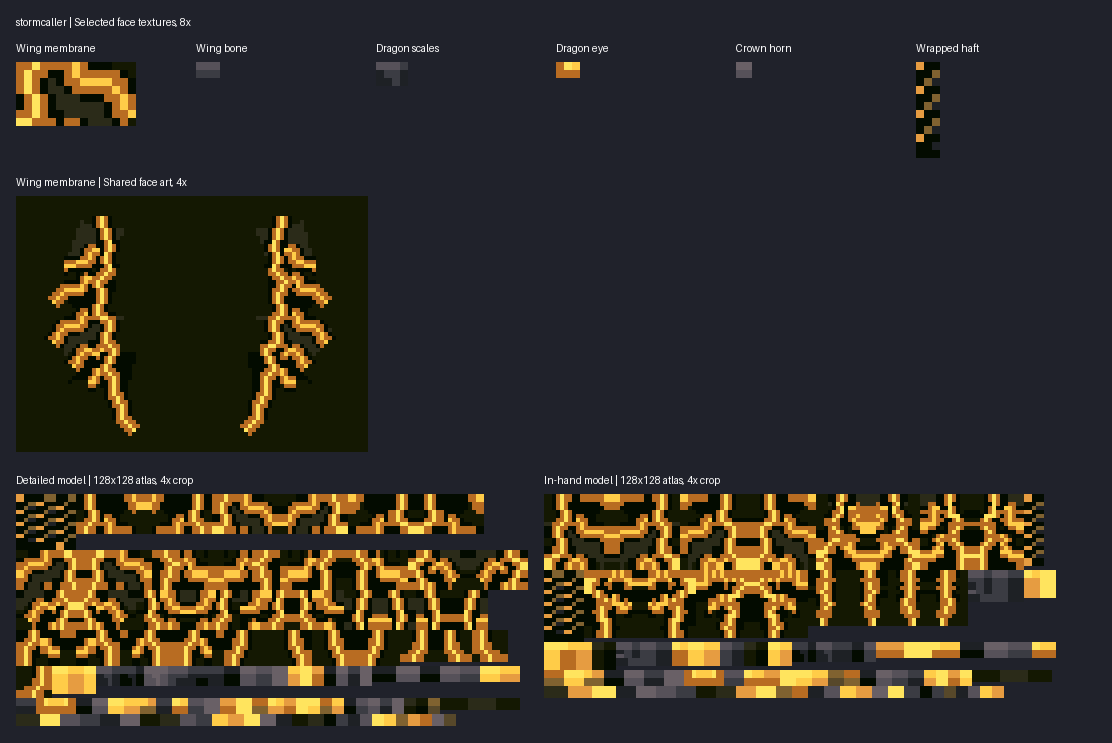 stormcaller | Selected face textures, 8x
Wing membrane
Wing bone
Dragon scales
Dragon eye
Crown horn
Wrapped haft
Wing membrane | Shared face art, 4x
Detailed model | 128x128 atlas, 4x crop
In-hand model | 128x128 atlas, 4x crop